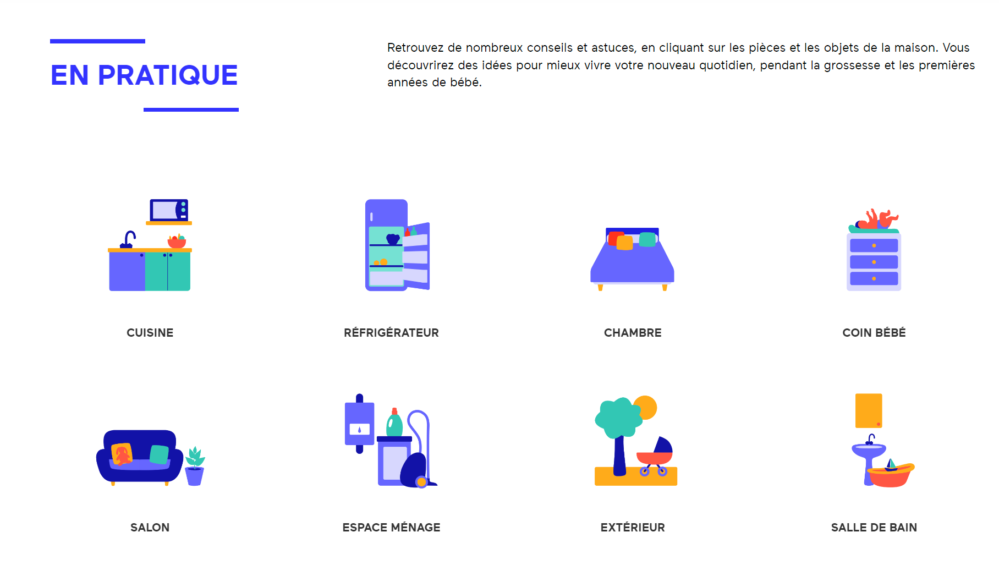 EN PRATIQUE
Retrouvez de nombreux conseils et astuces, en cliquant sur les pièces et les objets de la maison. Vous
découvrirez des idées pour mieux vivre votre nouveau quotidien, pendant la grossesse et les premières
années de bébé.
CUISINE
RÉFRIGÉRATEUR
CHAMBRE
COIN BÉBÉ
SALON
ESPACE MÉNAGE
EXTÉRIEUR
SALLE DE BAIN